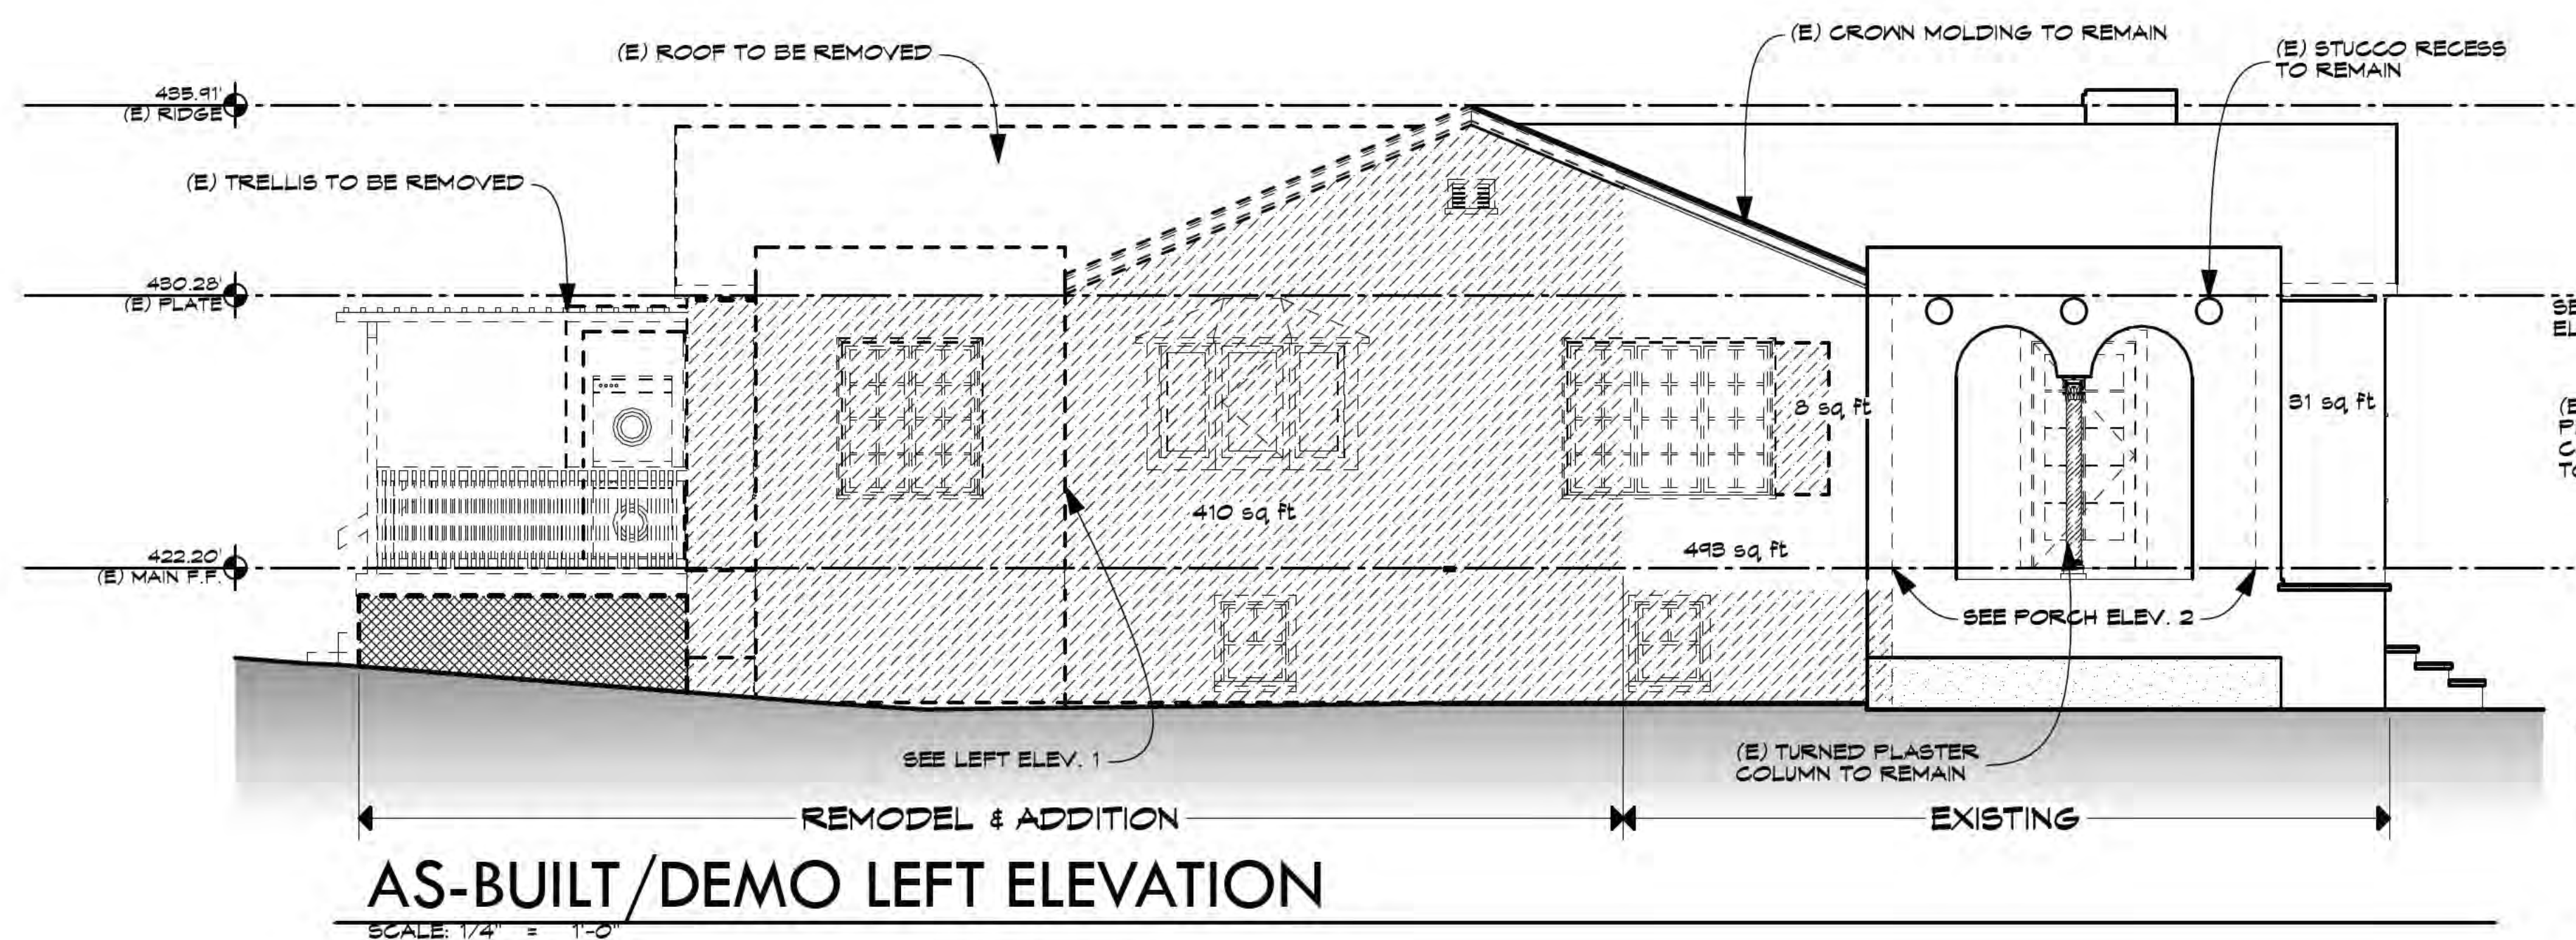 (E) ROOF TO BE REMOVED
(E) CROWN MOLDING TO REMAIN
(E) STUCCO RECESS
TO REMAIN
435.91'
(E) RIDGE
(E) TRELLIS TO BE REMOVED
430.28'
(E) PLATE
8 sq ft
31 sq ft
410 sq ft
493 sq ft
422.20'
(E) MAIN F.F.
SEE PORCH ELEV. 2
SEE LEFT ELEV. 1
(E) TURNED PLASTER
COLUMN TO REMAIN
REMODEL & ADDITION
EXISTING
AS-BUILT/DEMO LEFT ELEVATION
SCALE: 1/4" = 1'-0"